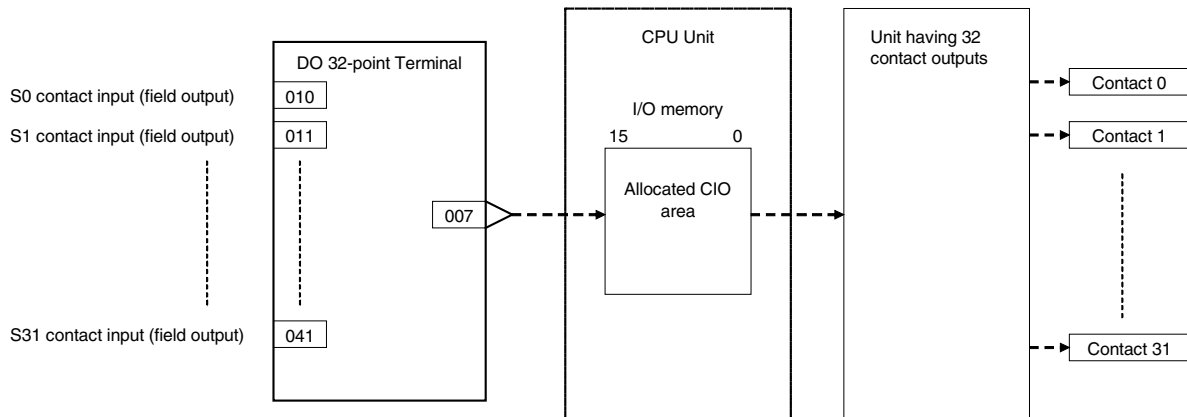 DO 32-point Terminal
S0 contact input (field output)
010
S1 contact input (field output)
011
007
S31 contact input (field output)
041
CPU Unit
I/O memory
15
0
Allocated CIO
area
Unit having 32
contact outputs
Contact 0
Contact 1
Contact 31